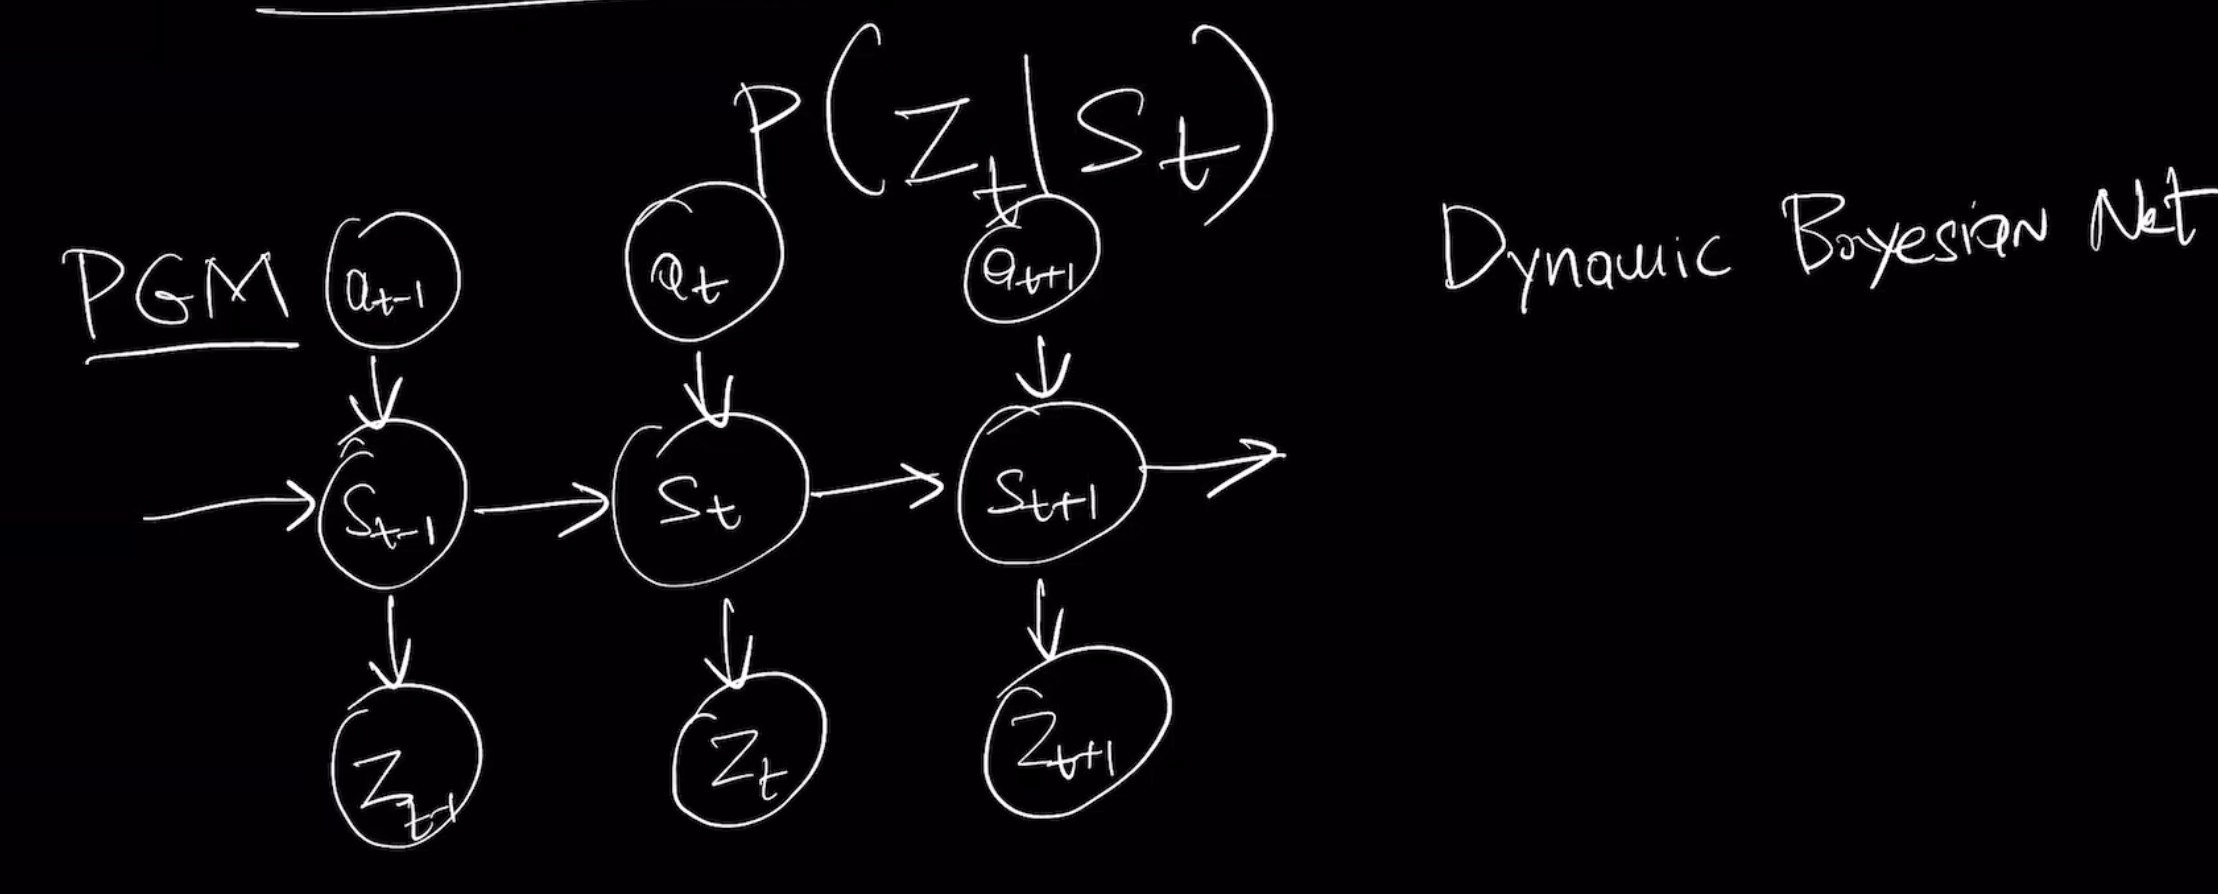 P(Z_t | S_t)
Dynamic Bayesian Net
PGM
a_{t-1} a_t a_{t+1}
S_{t-1} S_t S_{t+1}
Z_{t-1} Z_t Z_{t+1}